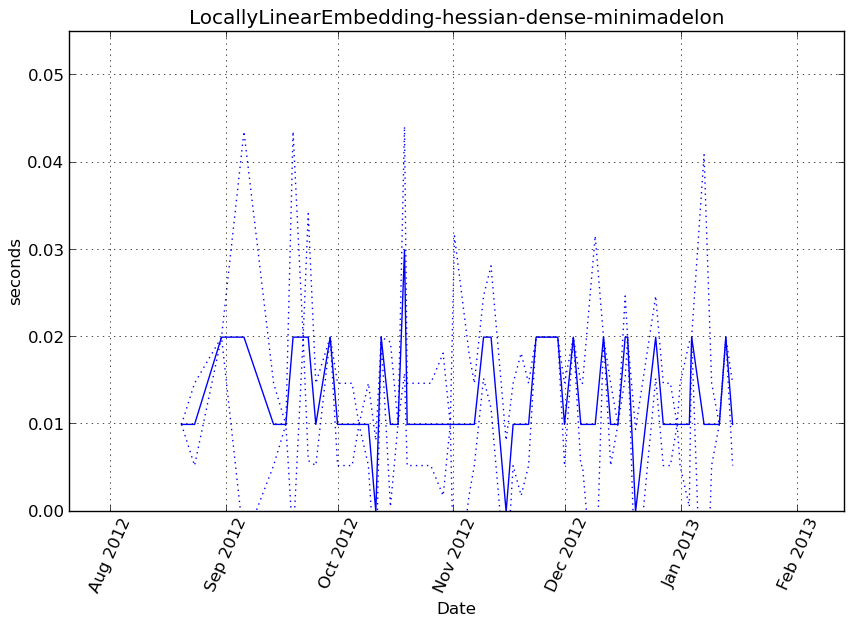 LocallyLinearEmbedding-hessian-dense-minimadelon
0.05
0.04
0.03
0.02
0.01
0.00
seconds
Aug 2012
Sep 2012
Oct 2012
Nov 2012
Dec 2012
Jan 2013
Feb 2013
Date